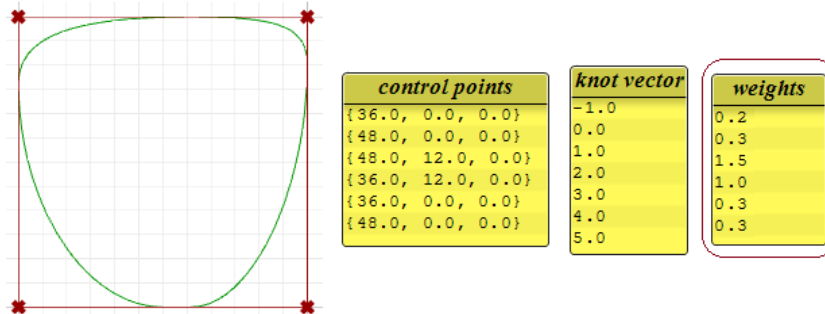 control points
{36.0, 0.0, 0.0}
{48.0, 0.0, 0.0}
{48.0, 12.0, 0.0}
{36.0, 12.0, 0.0}
{36.0, 0.0, 0.0}
{48.0, 0.0, 0.0}
knot vector
-1.0
0.0
1.0
2.0
3.0
4.0
5.0
weights
0.2
0.3
1.5
1.0
0.3
0.3